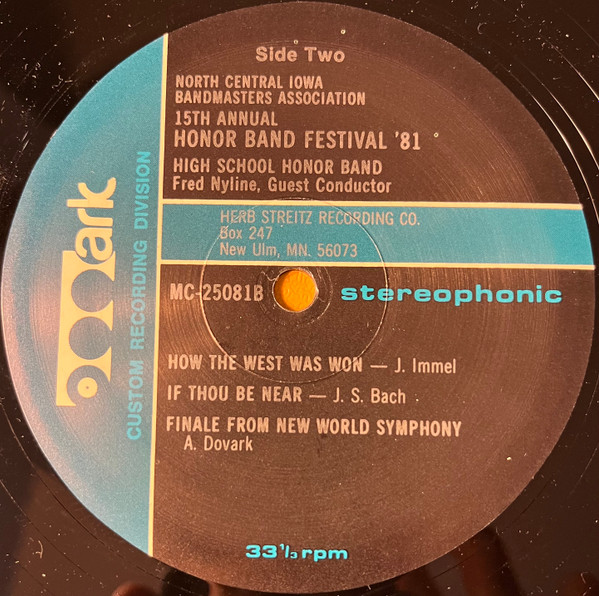 Side Two
NORTH CENTRAL IOWA
BANDMASTERS ASSOCIATION
15TH ANNUAL
HONOR BAND FESTIVAL '81
HIGH SCHOOL HONOR BAND
Fred Nyline, Guest Conductor
HERB STREITZ RECORDING CO.
Box 247
New Ulm, MN. 56073
MC-25081B
stereophonic
HOW THE WEST WAS WON — J. Immel
IF THOU BE NEAR — J. S. Bach
FINALE FROM NEW WORLD SYMPHONY
A. Dovark
33⅓ rpm
Mark
CUSTOM RECORDING DIVISION